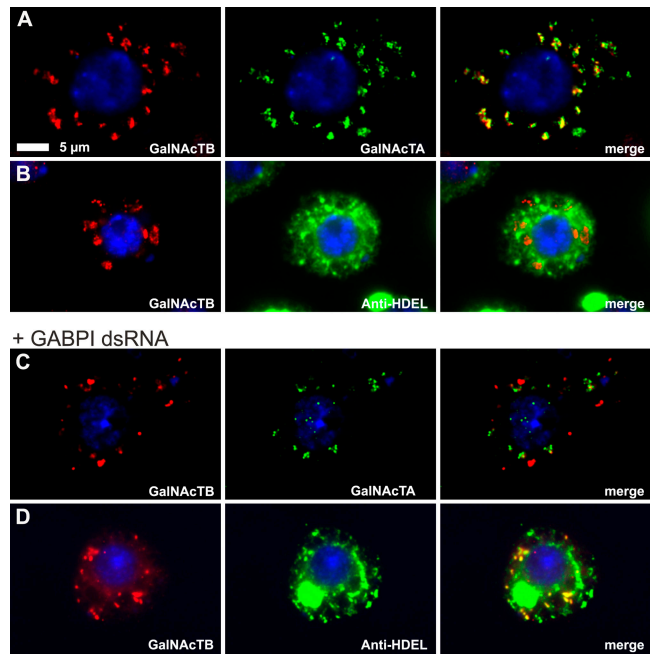 A
5 µm
GalNAcTB
GalNAcTA
merge
B
GalNAcTB
Anti-HDEL
merge
+ GABPI dsRNA
C
GalNAcTB
GalNAcTA
merge
D
GalNAcTB
Anti-HDEL
merge